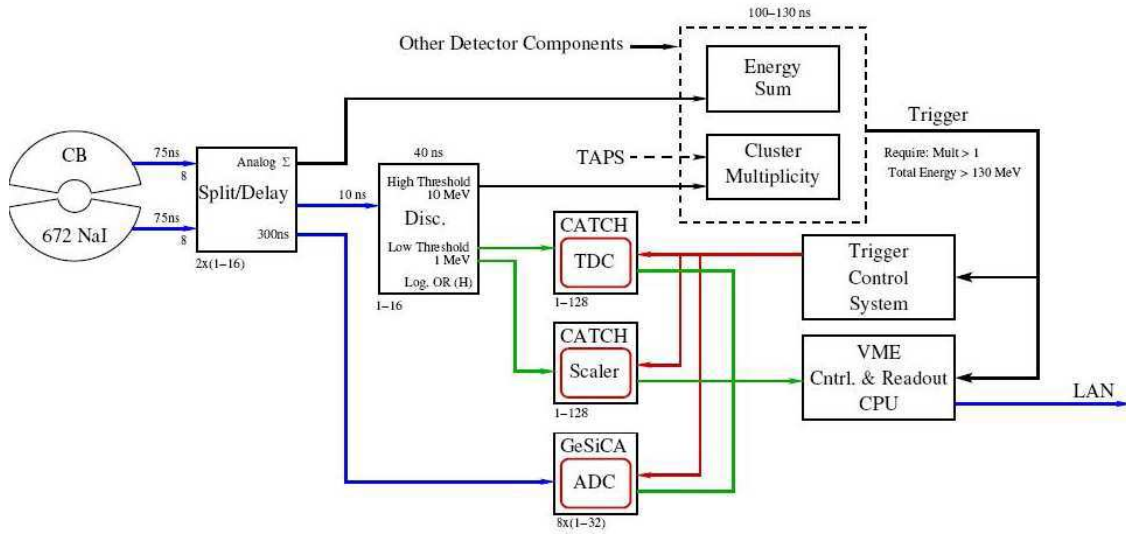 100–130 ns
Other Detector Components
Energy
Sum
Trigger
CB
75ns
8
Analog Σ
Split/Delay
300ns
2x(1–16)
672 NaI
75ns
8
10 ns
40 ns
High Threshold
10 MeV
Disc.
Low Threshold
1 MeV
Log. OR (H)
1–16
TAPS
Cluster
Multiplicity
Require: Mult > 1
Total Energy > 130 MeV
CATCH
TDC
1–128
Trigger
Control
System
CATCH
Scaler
1–128
VME
Cntrl. & Readout
CPU
LAN
GeSiCA
ADC
8x(1–32)